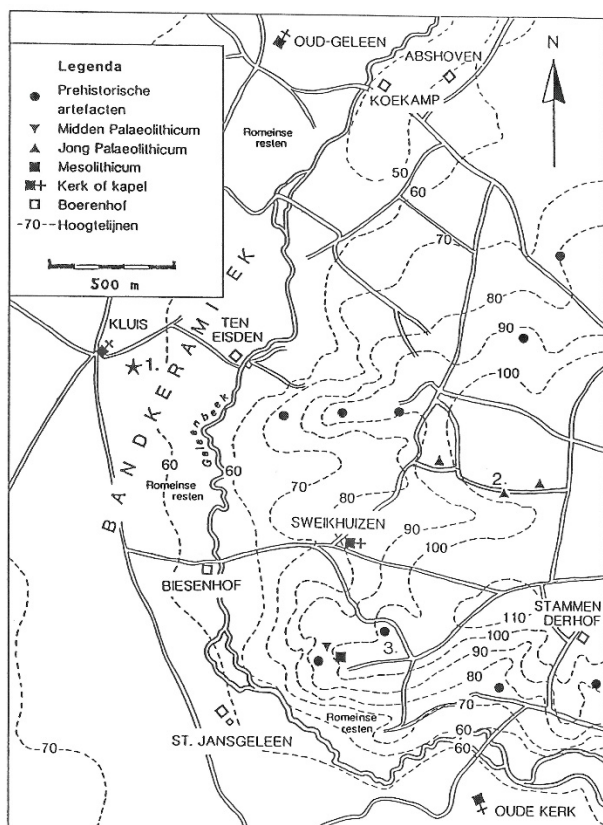 Legenda
Prehistorische
artefacten
Midden Palaeolithicum
Jong Palaeolithicum
Mesolithicum
Kerk of kapel
Boerenhof
-70-- Hoogtelijnen
500 m
OUD-GELEEN
ABSHOVEN
KOEKAMP
N
Romeinse
resten
50
60
70
80
90
100
BANDKERAMIEK
KLUIS
1.
TEN
EISDEN
Geleenbeek
60
Romeinse
resten
60
70
80
90
100
2.
SWEIKHUIZEN
BIESENHOF
110
100
90
80
70
60
60
STAMMEN
DERHOF
3.
Romeinse
resten
ST. JANSGELEEN
70
OUDE KERK